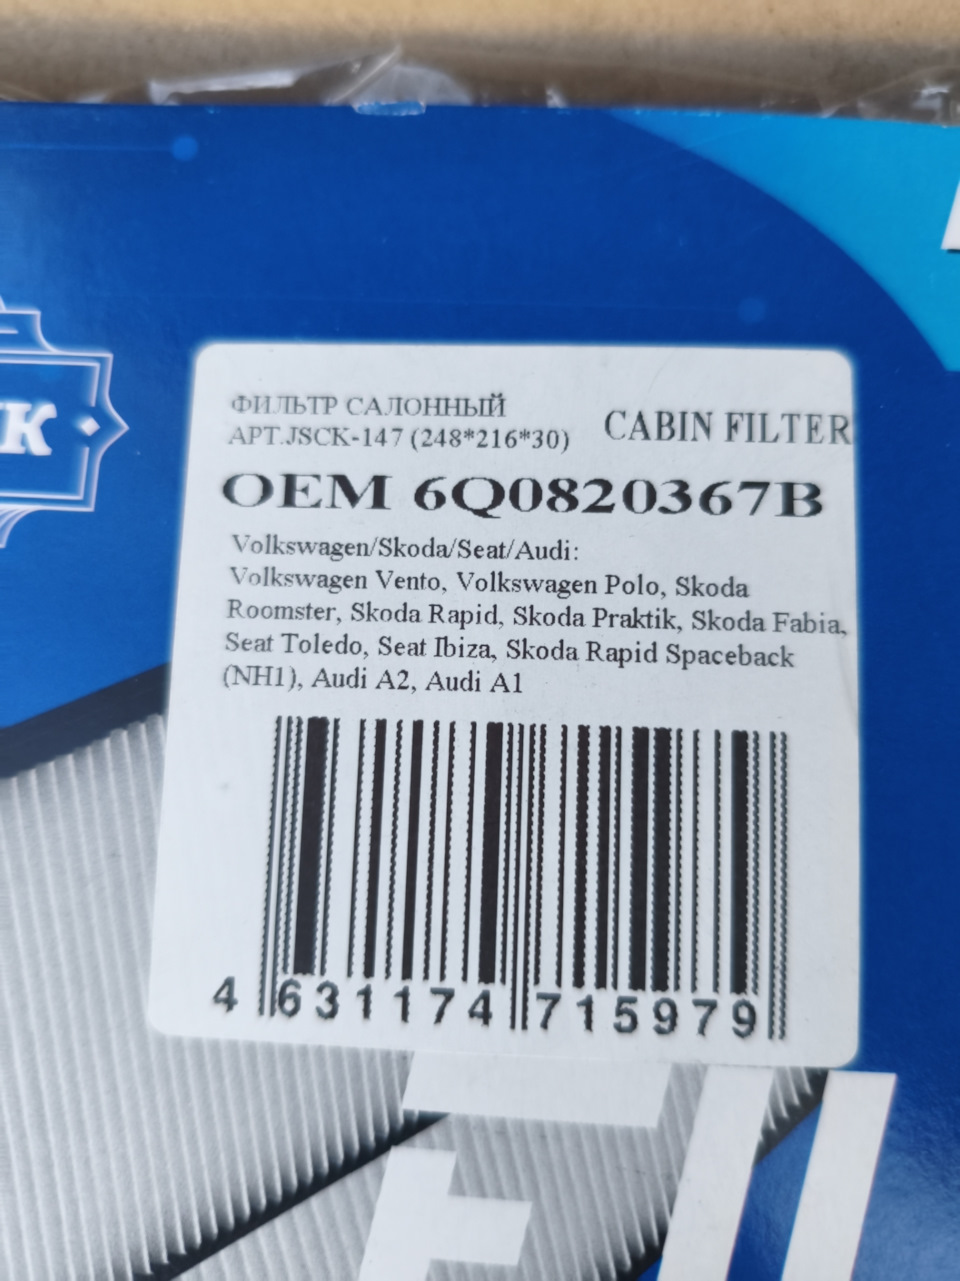 ФИЛЬТР САЛОННЫЙ
АРТ.JSCK-147 (248*216*30)
CABIN FILTER
OEM 6Q0820367B
Volkswagen/Skoda/Seat/Audi:
Volkswagen Vento, Volkswagen Polo, Skoda
Roomster, Skoda Rapid, Skoda Praktik, Skoda Fabia,
Seat Toledo, Seat Ibiza, Skoda Rapid Spaceback
(NH1), Audi A2, Audi A1
4 631174 715979